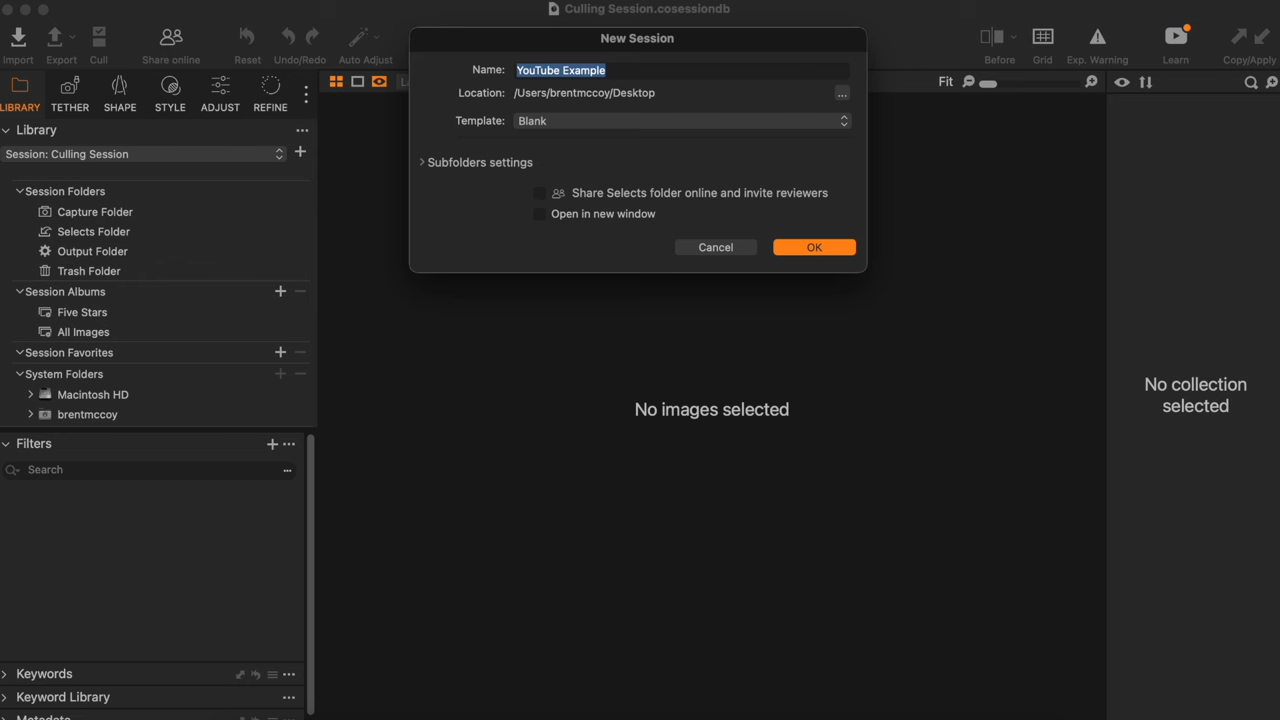 Culling Session.cosessiondb
Import Export Cull Share online Reset Undo/Redo Auto Adjust Before Grid Exp. Warning Learn Copy/Apply
LIBRARY TETHER SHAPE STYLE ADJUST REFINE
Fit
New Session
Name: YouTube Example
Location: /Users/brentmccoy/Desktop ...
Template: Blank
Subfolders settings
Share Selects folder online and invite reviewers
Open in new window
Cancel OK
Library
Session: Culling Session
Session Folders
Capture Folder
Selects Folder
Output Folder
Trash Folder
Session Albums
Five Stars
All Images
Session Favorites
System Folders
Macintosh HD
brentmccoy
Filters
Search
Keywords
Keyword Library
Metadata
No images selected
No collection
selected